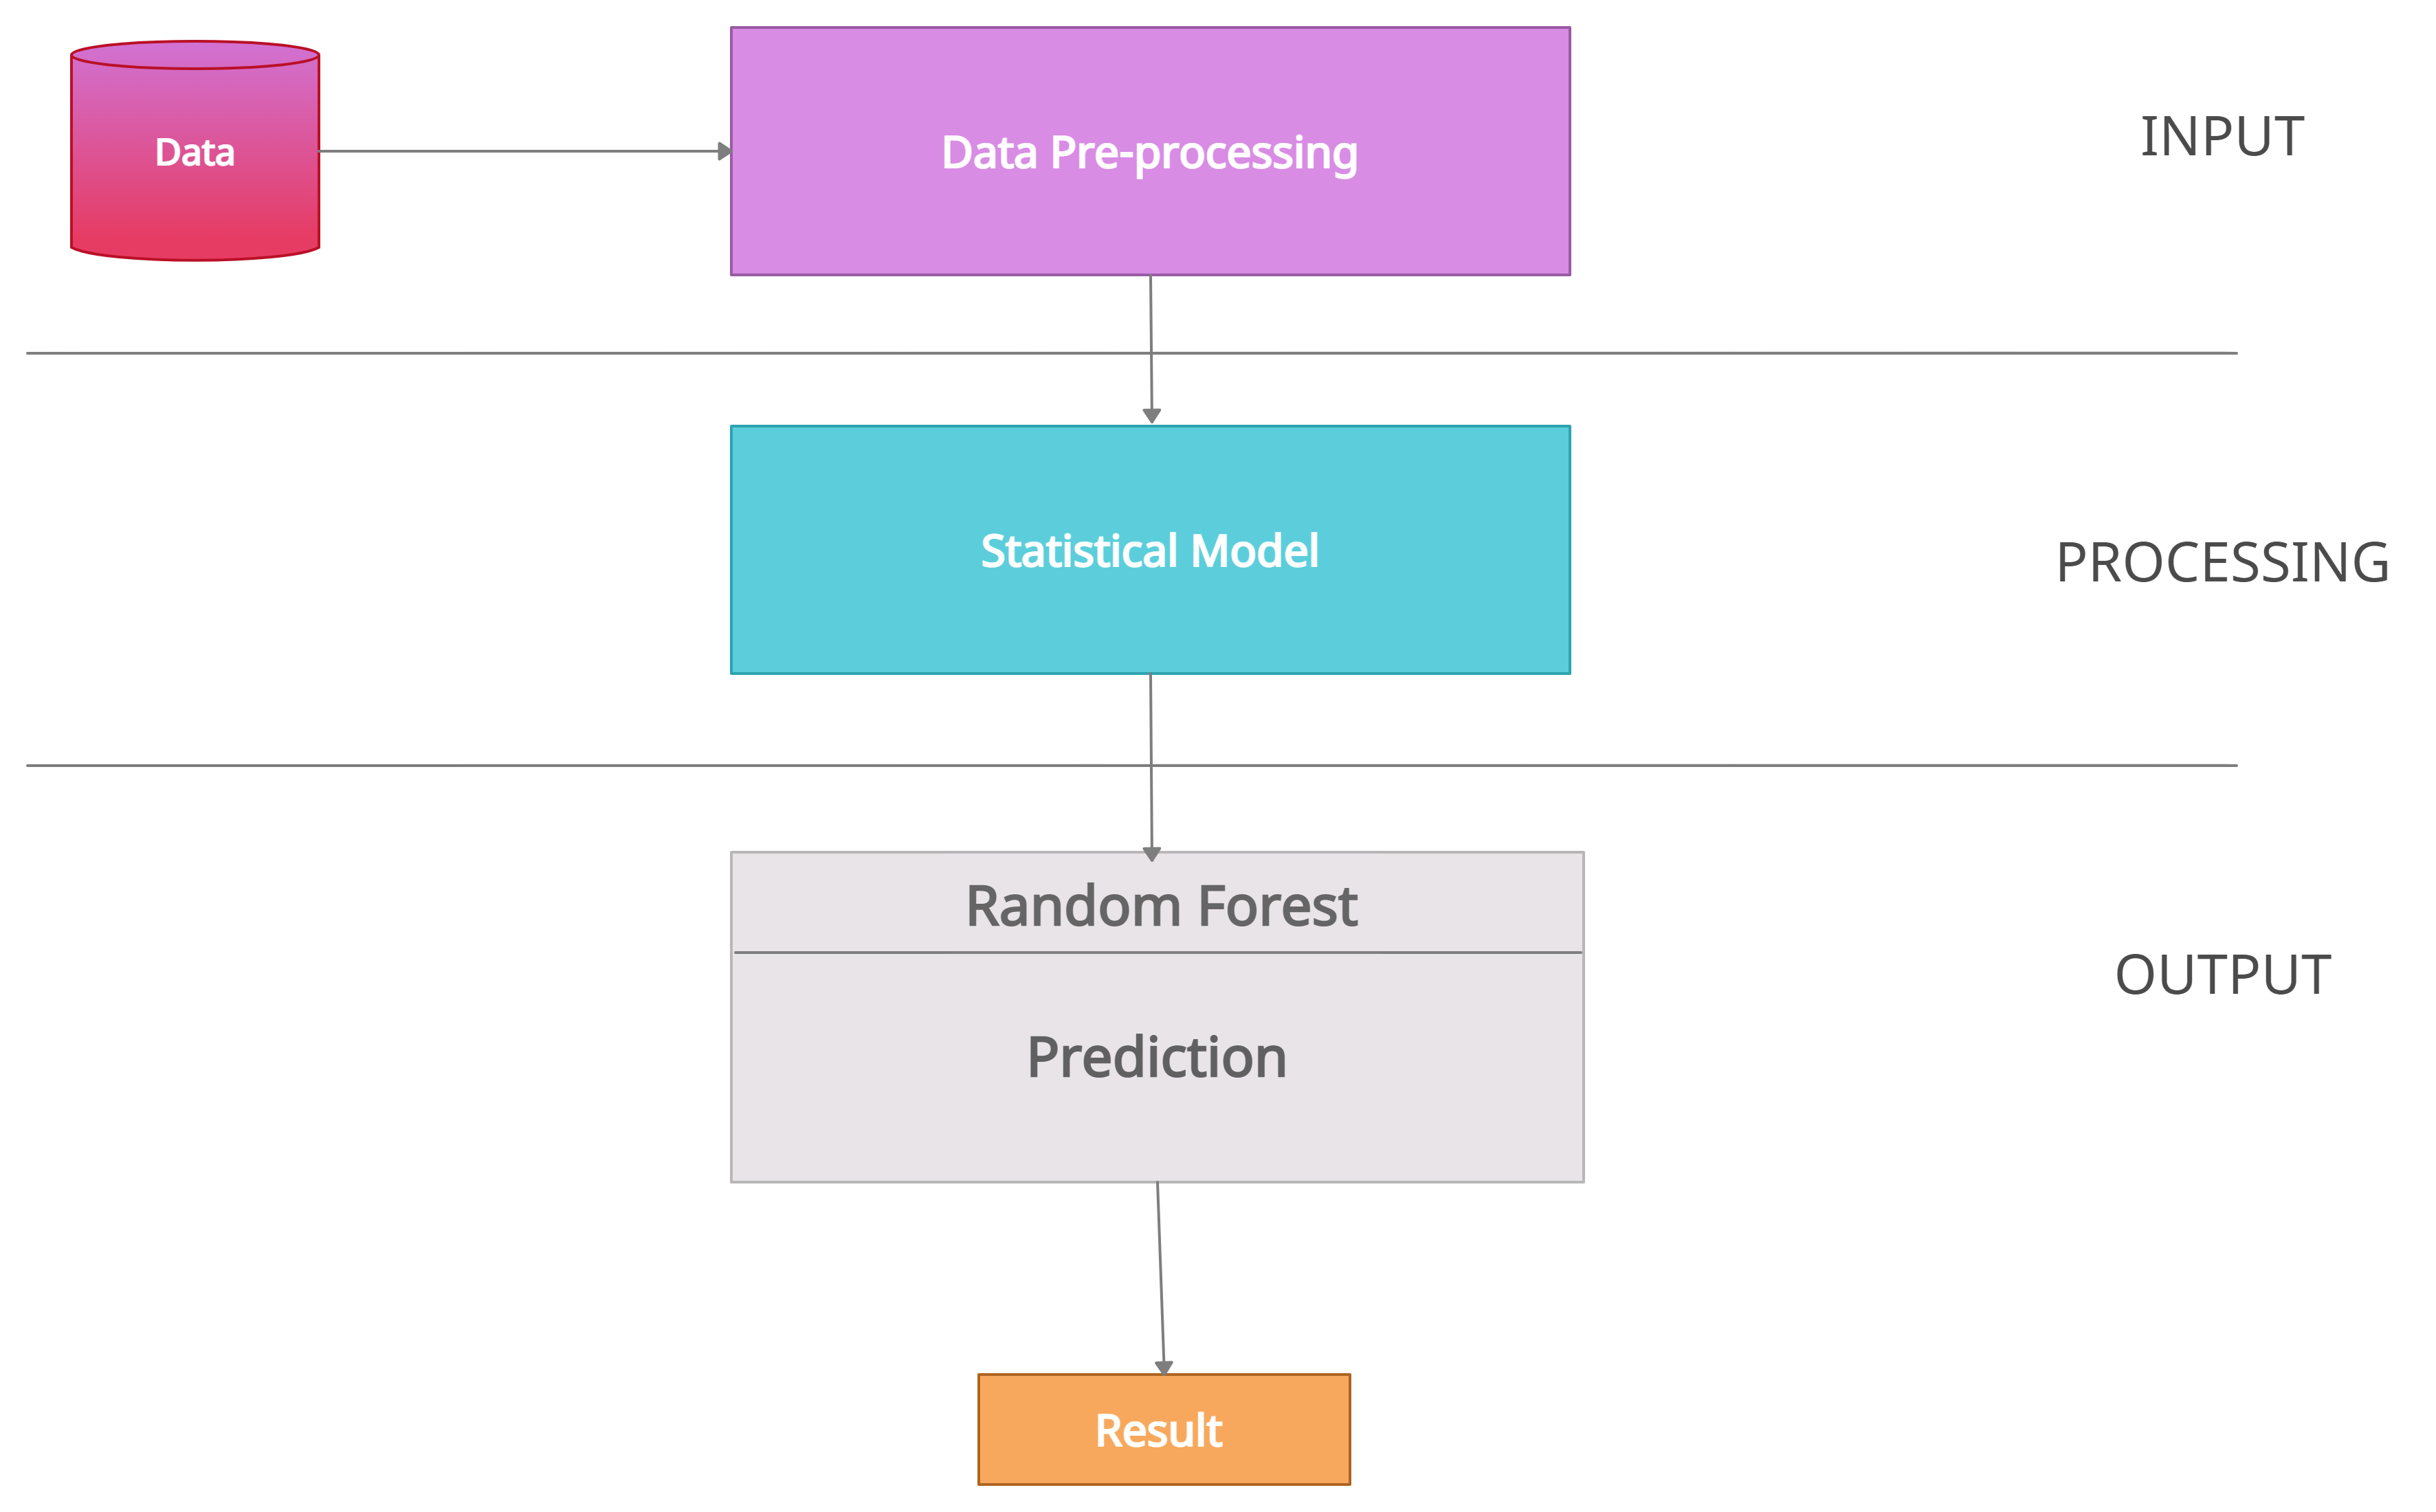 Data
Data Pre-processing
INPUT
Statistical Model
PROCESSING
Random Forest
OUTPUT
Prediction
Result